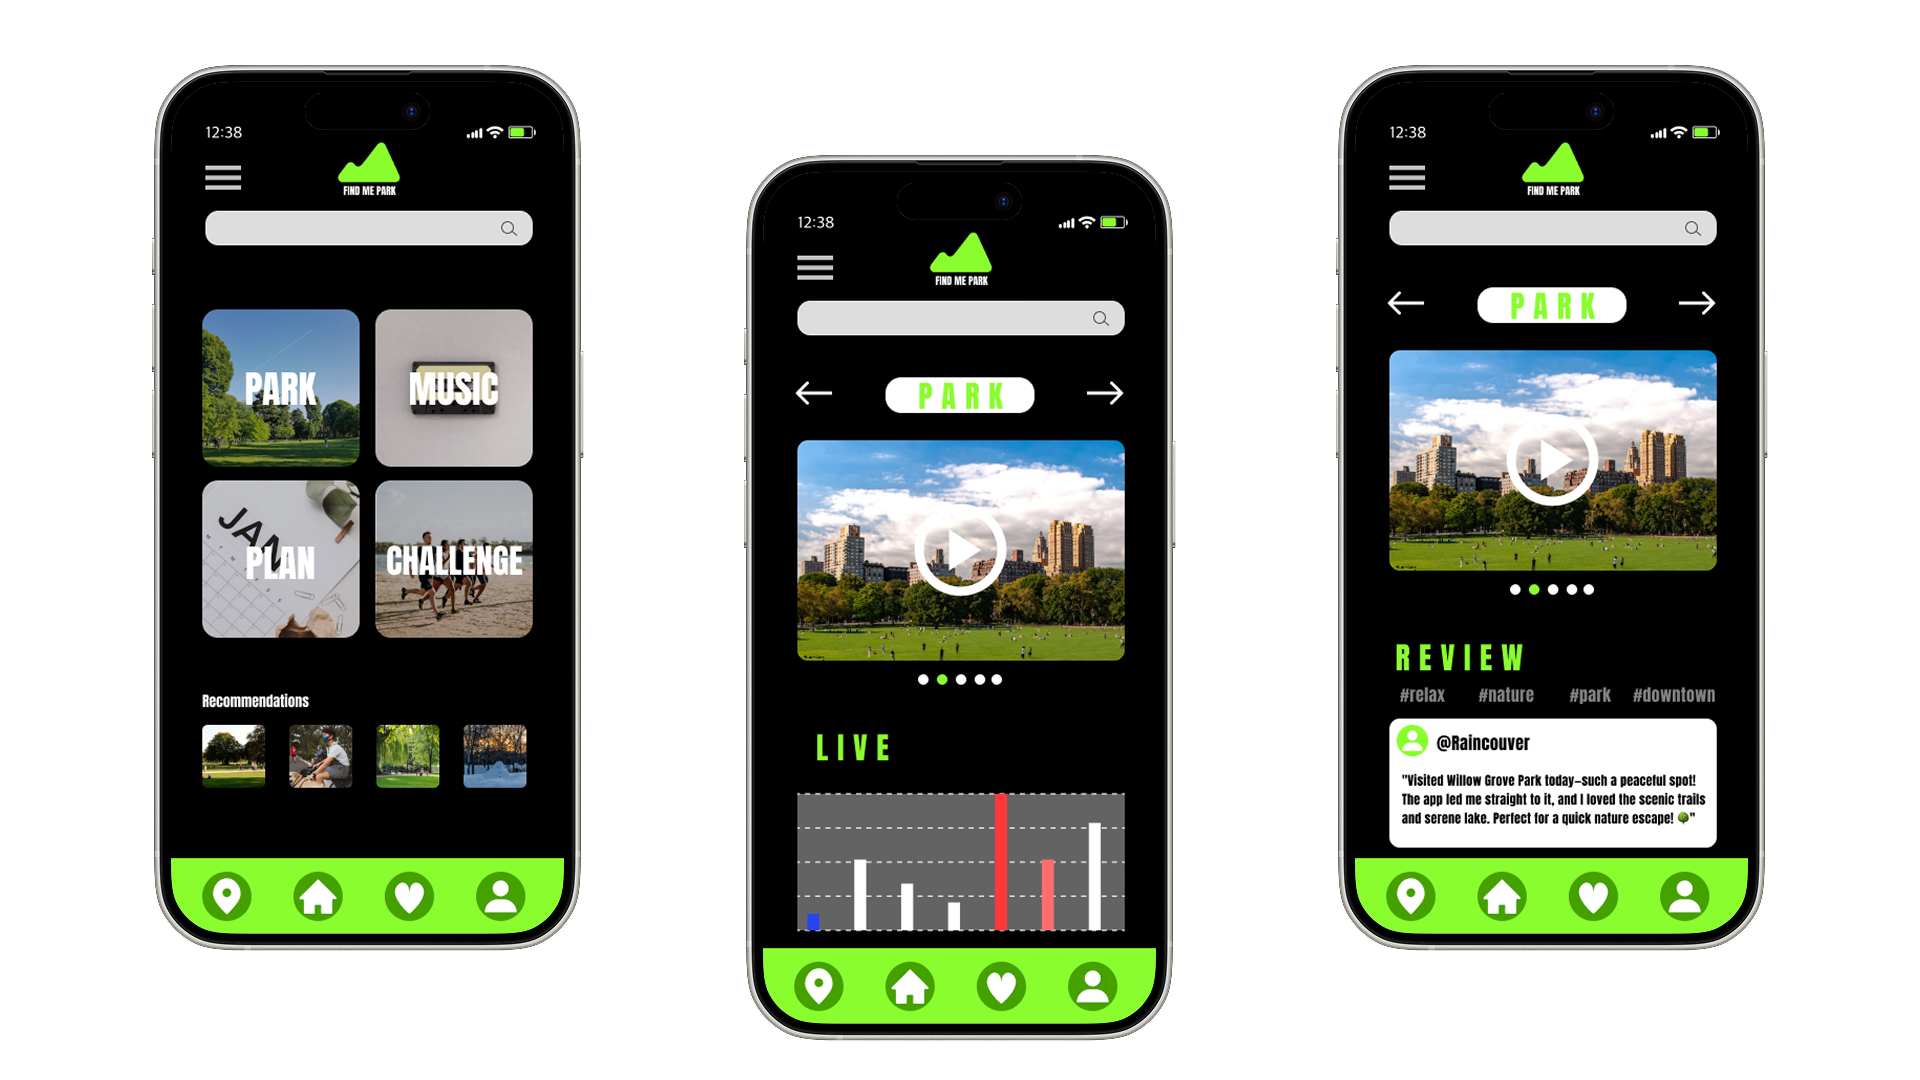 12:38
FIND ME PARK
PARK
MUSIC
JAN
PLAN
CHALLENGE
Recommendations
12:38
FIND ME PARK
PARK
LIVE
12:38
FIND ME PARK
PARK
REVIEW
#relax #nature #park #downtown
@Raincouver
"Visited Willow Grove Park today—such a peaceful spot!
The app led me straight to it, and I loved the scenic trails
and serene lake. Perfect for a quick nature escape! 🌳"